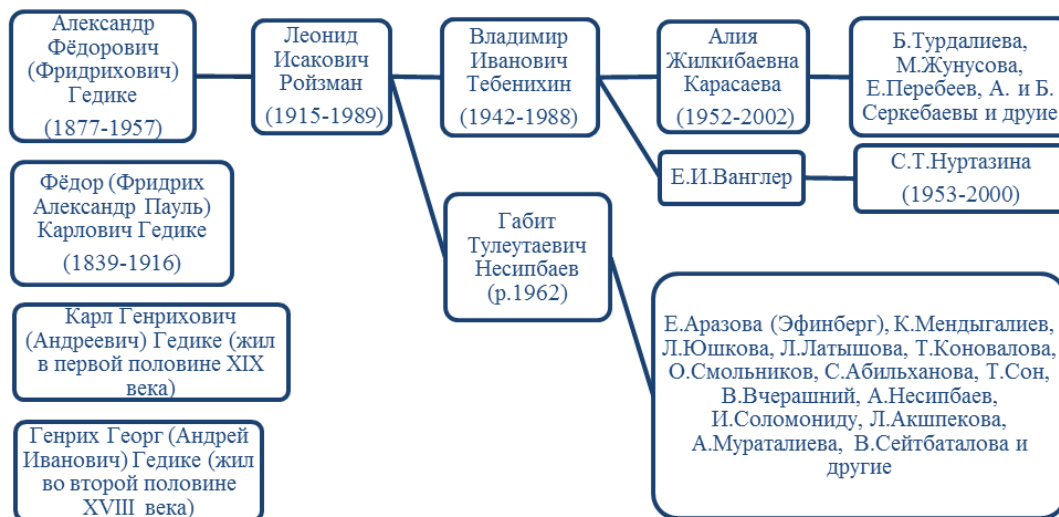 Александр
Фёдорович
(Фридрихович)
Гедике
(1877-1957)
Леонид
Исакович
Ройзман
(1915-1989)
Владимир
Иванович
Тебенихин
(1942-1988)
Алия
Жилкибаевна
Карасаева
(1952-2002)
Б.Турдалиева,
М.Жунусова,
Е.Перебеев, А. и Б.
Серкебаевы и друие
Е.И.Ванглер
С.Т.Нуртазина
(1953-2000)
Фёдор (Фридрих
Александр Пауль)
Карлович Гедике
(1839-1916)
Габит
Тулеутаевич
Несипбаев
(р.1962)
Карл Генрихович
(Андреевич) Гедике (жил
в первой половине XIX
века)
Генрих Георг (Андрей
Иванович) Гедике (жил
во второй половине
XVIII века)
Е.Аразова (Эфинберг), К.Мендыгалиев,
Л.Юшкова, Л.Латышова, Т.Коновалова,
О.Смольников, С.Абильханова, Т.Сон,
В.Вчерашний, А.Несипбаев,
И.Соломониду, Л.Акшпекова,
А.Мураталиева, В.Сейтбаталова и
другие